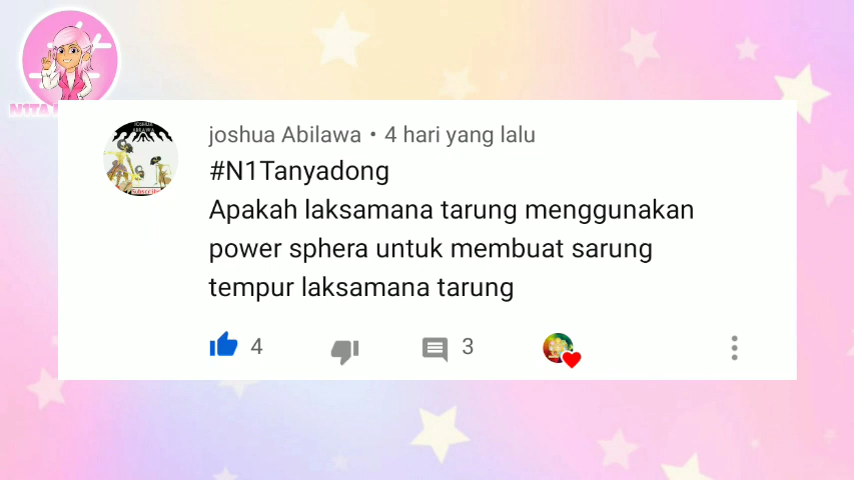 N1TA
joshua Abilawa • 4 hari yang lalu
#N1Tanyadong
Apakah laksamana tarung menggunakan
power sphera untuk membuat sarung
tempur laksamana tarung
4
3